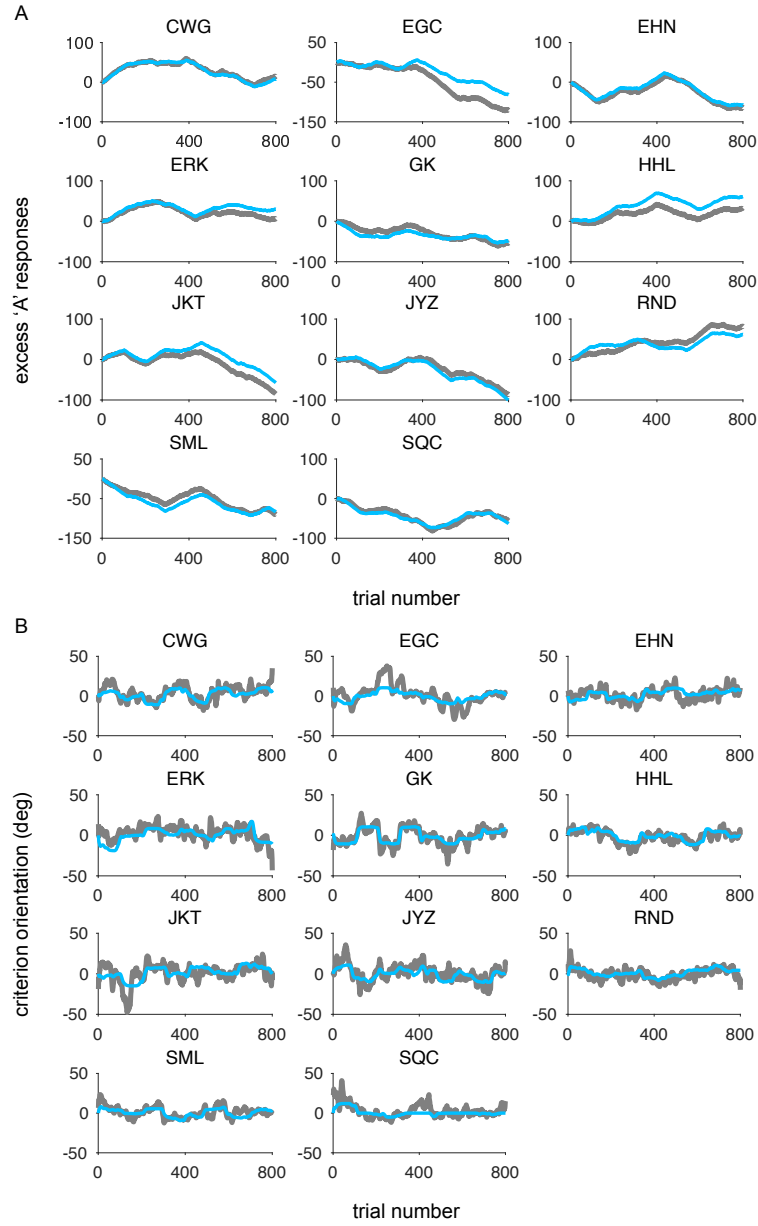 A
CWG EGC EHN
100 50 100
0 -50 0
-100 -150 -100
0 400 800 0 400 800 0 400 800
ERK GK HHL
100 100 100
0 0 0
-100 -100 -100
0 400 800 0 400 800 0 400 800
excess ‘A’ responses
JKT JYZ RND
100 100 100
0 0 0
-100 -100 -100
0 400 800 0 400 800 0 400 800
SML SQC
50 100
-50 0
-150 -100
0 400 800 0 400 800
trial number
B
CWG EGC EHN
50 50 50
0 0 0
-50 -50 -50
0 400 800 0 400 800 0 400 800
ERK GK HHL
50 50 50
0 0 0
-50 -50 -50
0 400 800 0 400 800 0 400 800
criterion orientation (deg)
JKT JYZ RND
50 50 50
0 0 0
-50 -50 -50
0 400 800 0 400 800 0 400 800
SML SQC
50 50
0 0
-50 -50
0 400 800 0 400 800
trial number